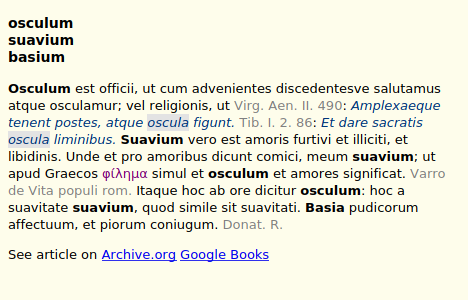 osculum
suavium
basium
Osculum est officii, ut cum advenientes discedentesve salutamus
atque osculamur; vel religionis, ut Virg. Aen. II. 490: Amplexaeque
tenent postes, atque oscula figunt. Tib. I. 2. 86: Et dare sacratis
oscula liminibus. Suavium vero est amoris furtivi et illiciti, et
libidinis. Unde et pro amoribus dicunt comici, meum suavium; ut
apud Graecos φίλημα simul et osculum et amores significat. Varro
de Vita populi rom. Itaque hoc ab ore dicitur osculum: hoc a
suavitate suavium, quod simile sit suavitati. Basia pudicorum
affectuum, et piorum coniugum. Donat. R.
See article on Archive.org Google Books